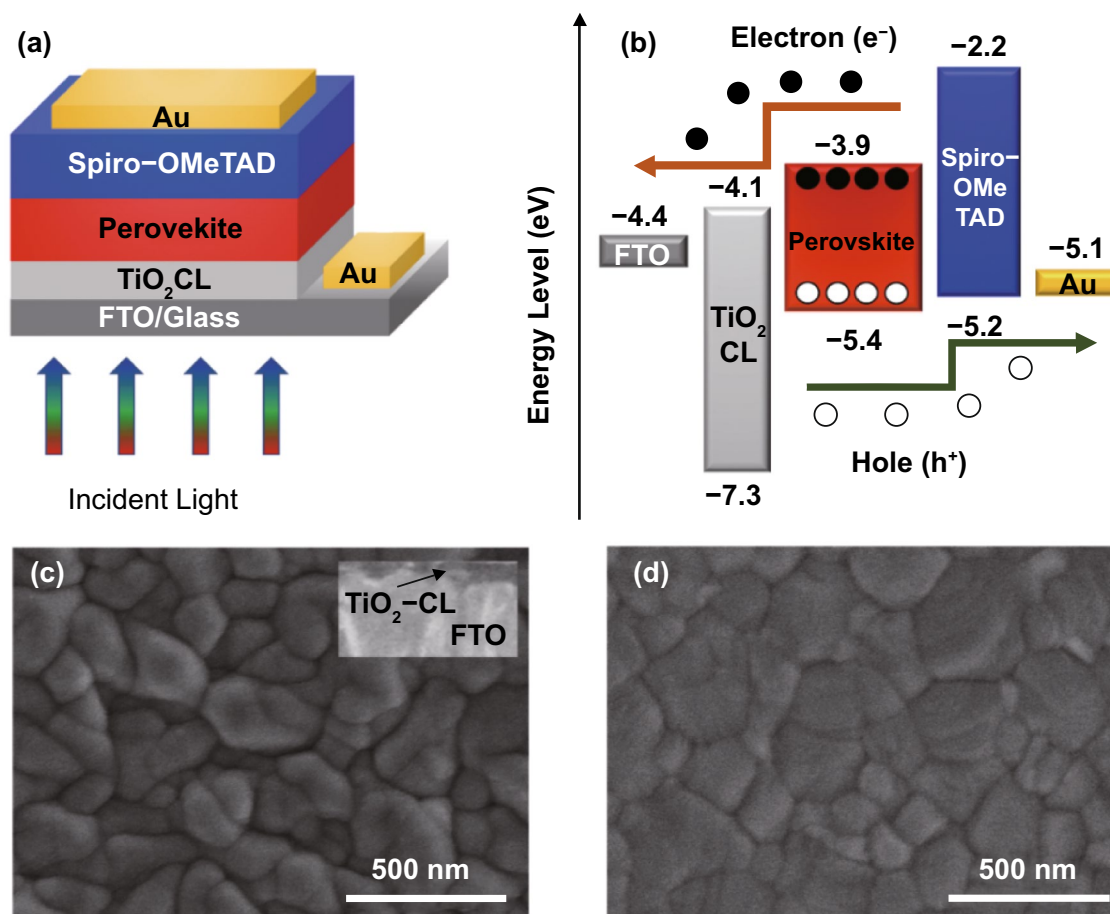 (a)
Au
Spiro−OMeTAD
Perovekite
TiO₂CL
Au
FTO/Glass
Incident Light
(b)
Energy Level (eV)
Electron (e⁻)
−2.2
−3.9
−4.1
−4.4
FTO
TiO₂
CL
−7.3
Perovskite
−5.4
Spiro−
OMe
TAD
−5.2
−5.1
Au
Hole (h⁺)
(c)
TiO₂−CL
FTO
500 nm
(d)
500 nm